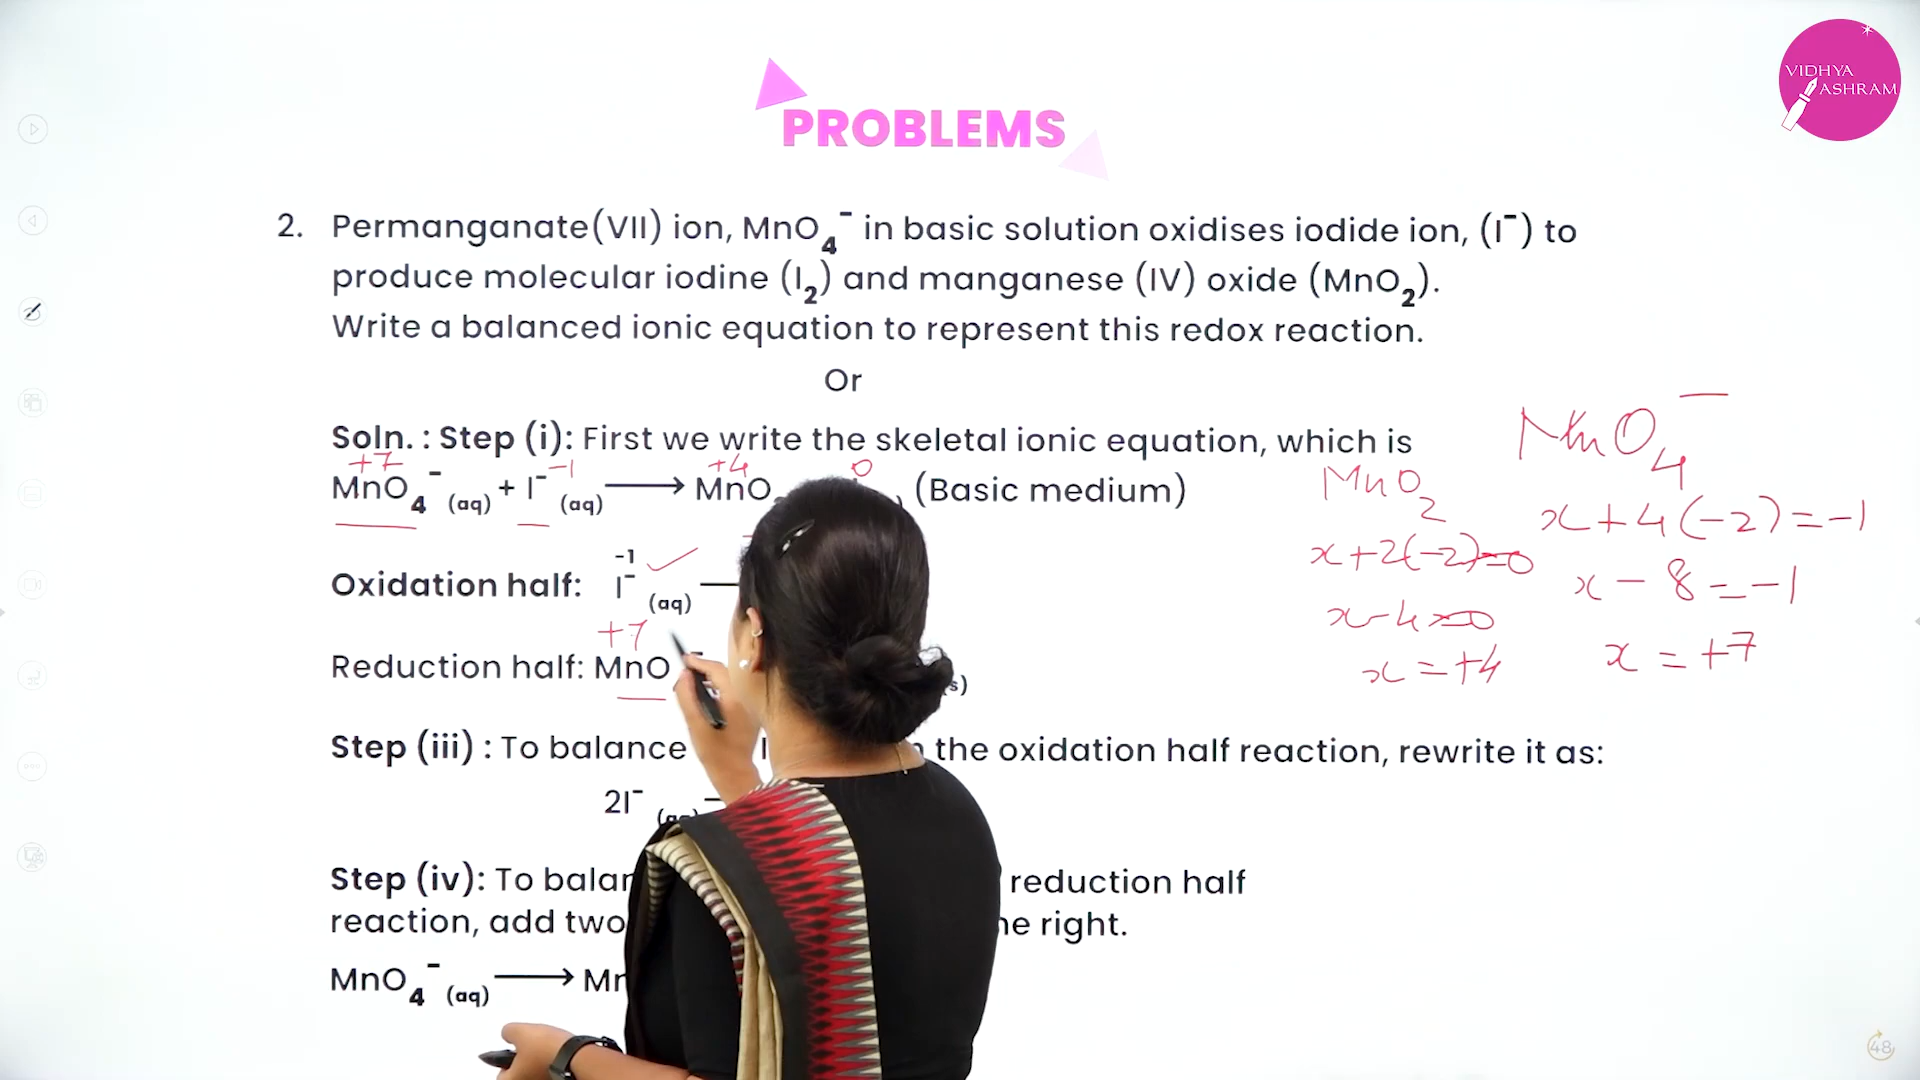 VIDHYA
ASHRAM
PROBLEMS
2. Permanganate(VII) ion, MnO₄⁻ in basic solution oxidises iodide ion, (I⁻) to
produce molecular iodine (I₂) and manganese (IV) oxide (MnO₂).
Write a balanced ionic equation to represent this redox reaction.
Or
Soln. : Step (i): First we write the skeletal ionic equation, which is
+7 -1 +4 0
MnO₄⁻ (aq) + I⁻ (aq) ⟶ MnO (Basic medium)
-1
Oxidation half: I⁻ (aq)
+7
Reduction half: MnO (s)
Step (iii) : To balance the oxidation half reaction, rewrite it as:
2I⁻ (aq)
Step (iv): To reduction half
reaction, add two right.
MnO₄⁻ (aq) ⟶
MnO₂
x+2(-2)=0
x-4=0
x=+4
MnO₄⁻
x+4(-2)=-1
x-8=-1
x=+7
48